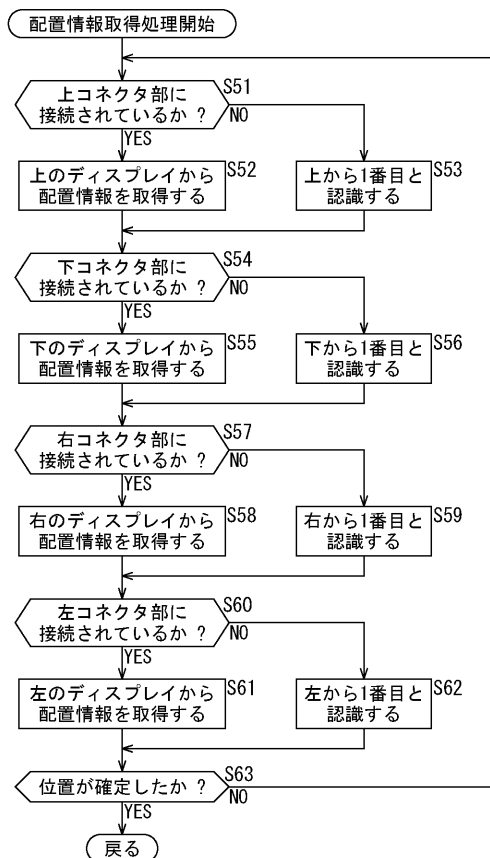 配置情報取得処理開始
上コネクタ部に
接続されているか ?
S51
NO
YES
上のディスプレイから
配置情報を取得する
S52
上から1番目と
認識する
S53
下コネクタ部に
接続されているか ?
S54
NO
YES
下のディスプレイから
配置情報を取得する
S55
下から1番目と
認識する
S56
右コネクタ部に
接続されているか ?
S57
NO
YES
右のディスプレイから
配置情報を取得する
S58
右から1番目と
認識する
S59
左コネクタ部に
接続されているか ?
S60
NO
YES
左のディスプレイから
配置情報を取得する
S61
左から1番目と
認識する
S62
位置が確定したか ?
S63
NO
YES
戻る